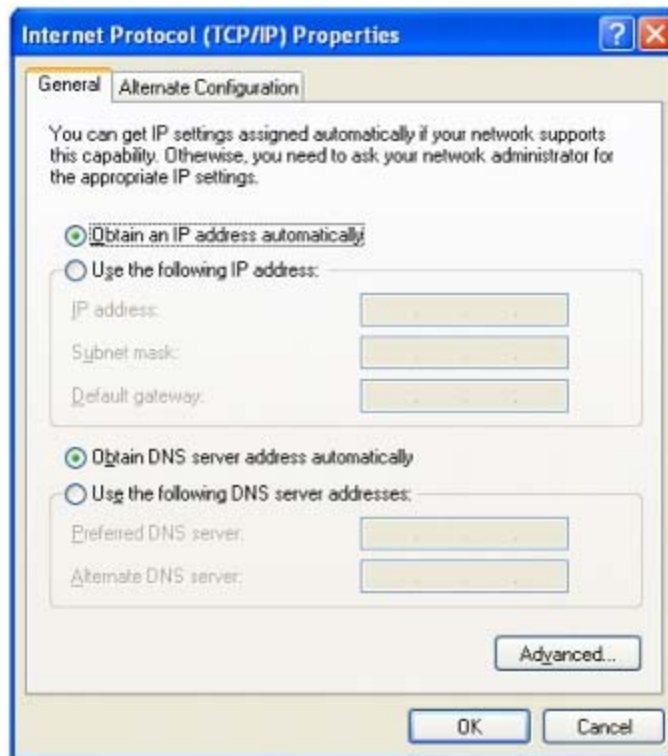 Internet Protocol (TCP/IP) Properties
General
Alternate Configuration
You can get IP settings assigned automatically if your network supports
this capability. Otherwise, you need to ask your network administrator for
the appropriate IP settings.
Obtain an IP address automatically
Use the following IP address:
IP address:
Subnet mask:
Default gateway:
Obtain DNS server address automatically
Use the following DNS server addresses:
Preferred DNS server:
Alternate DNS server:
Advanced...
OK
Cancel